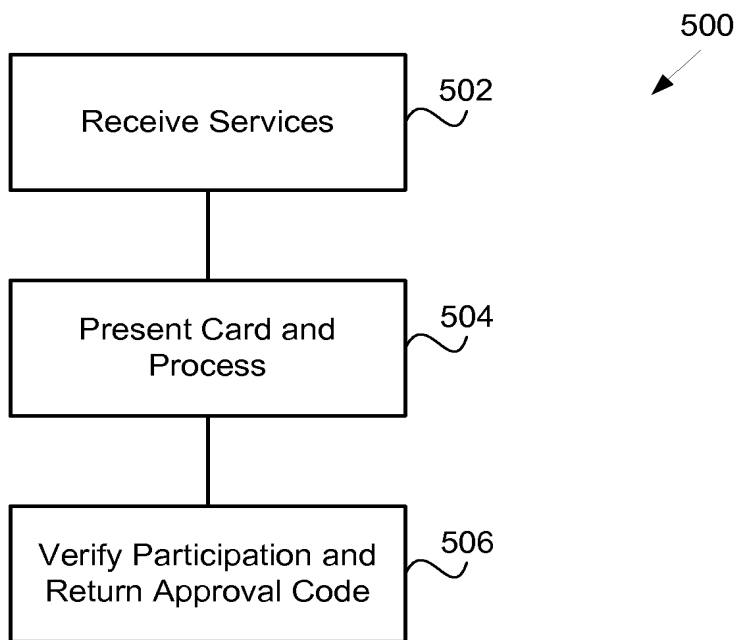 500
502
Receive Services
504
Present Card and
Process
506
Verify Participation and
Return Approval Code